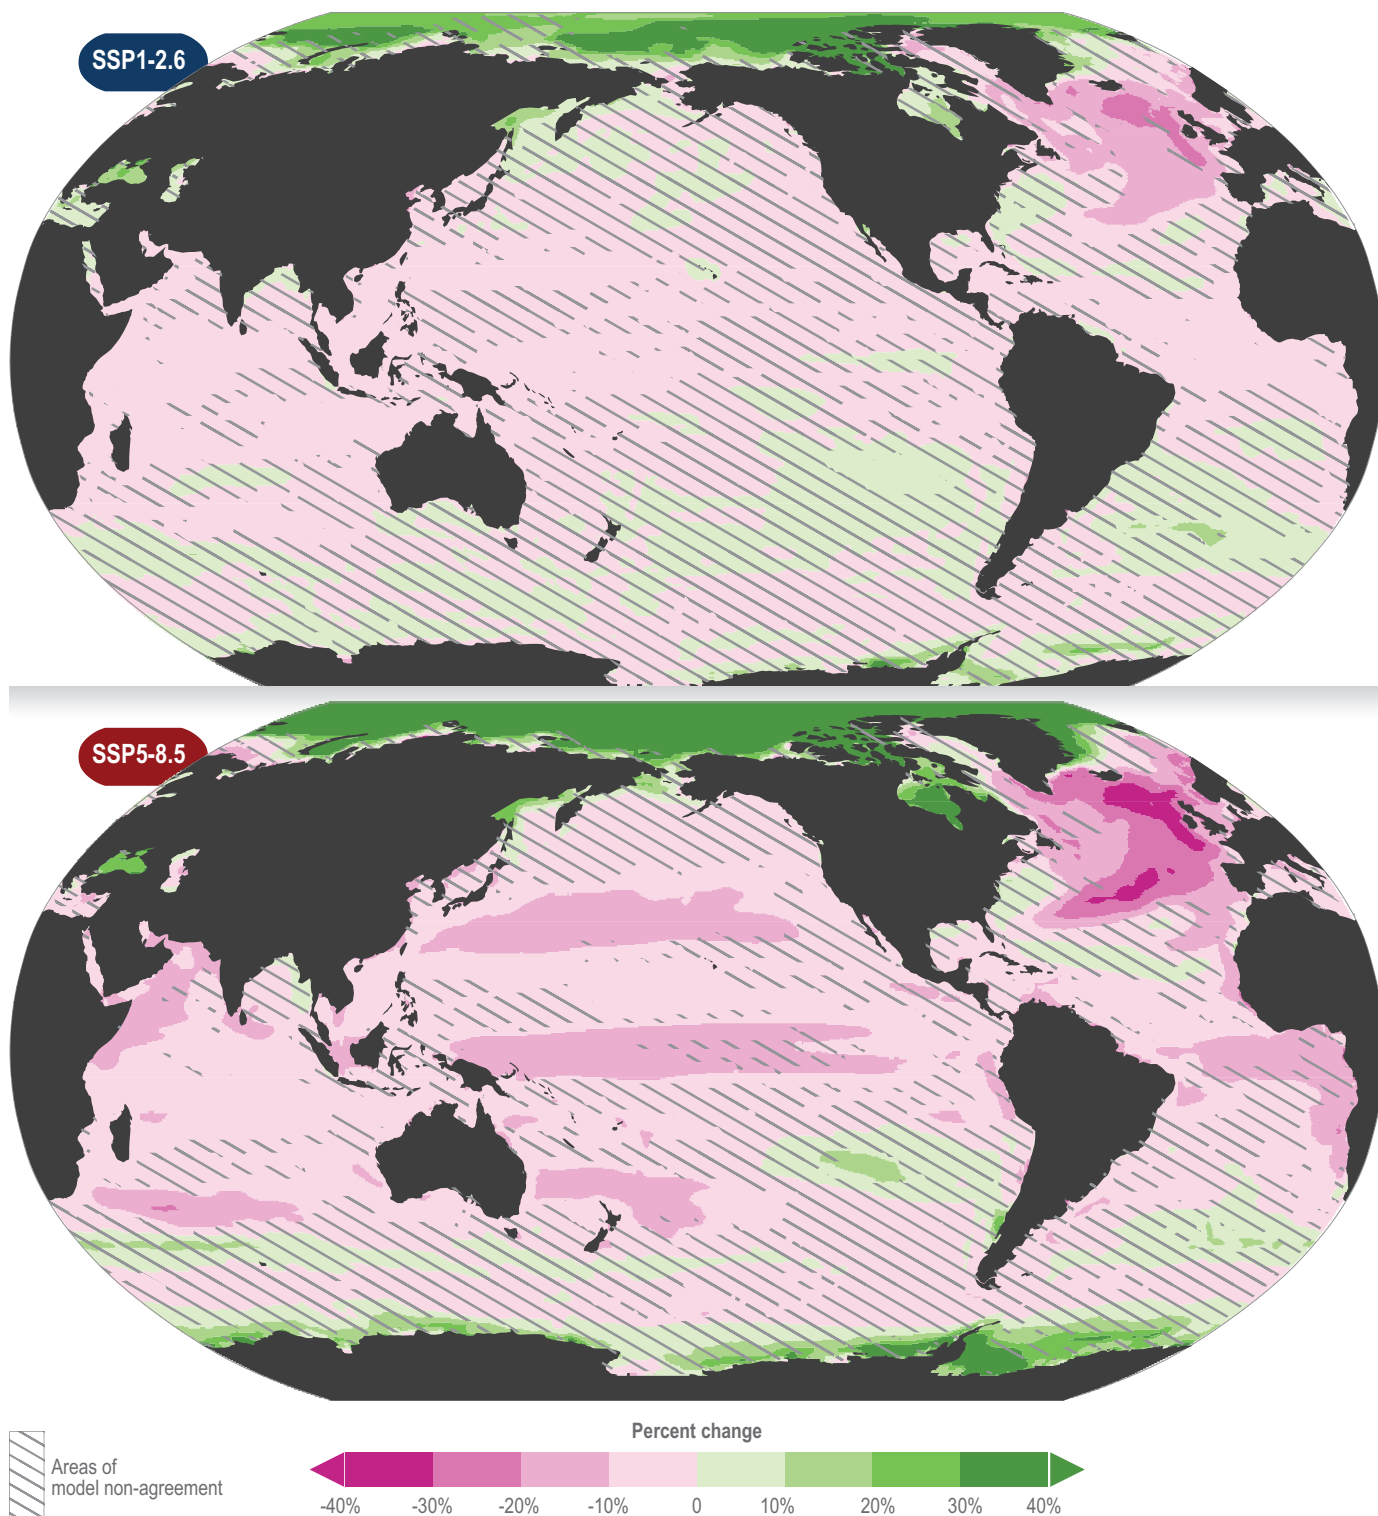 SSP1-2.6
SSP5-8.5
Percent change
Areas of
model non-agreement
-40% -30% -20% -10% 0 10% 20% 30% 40%